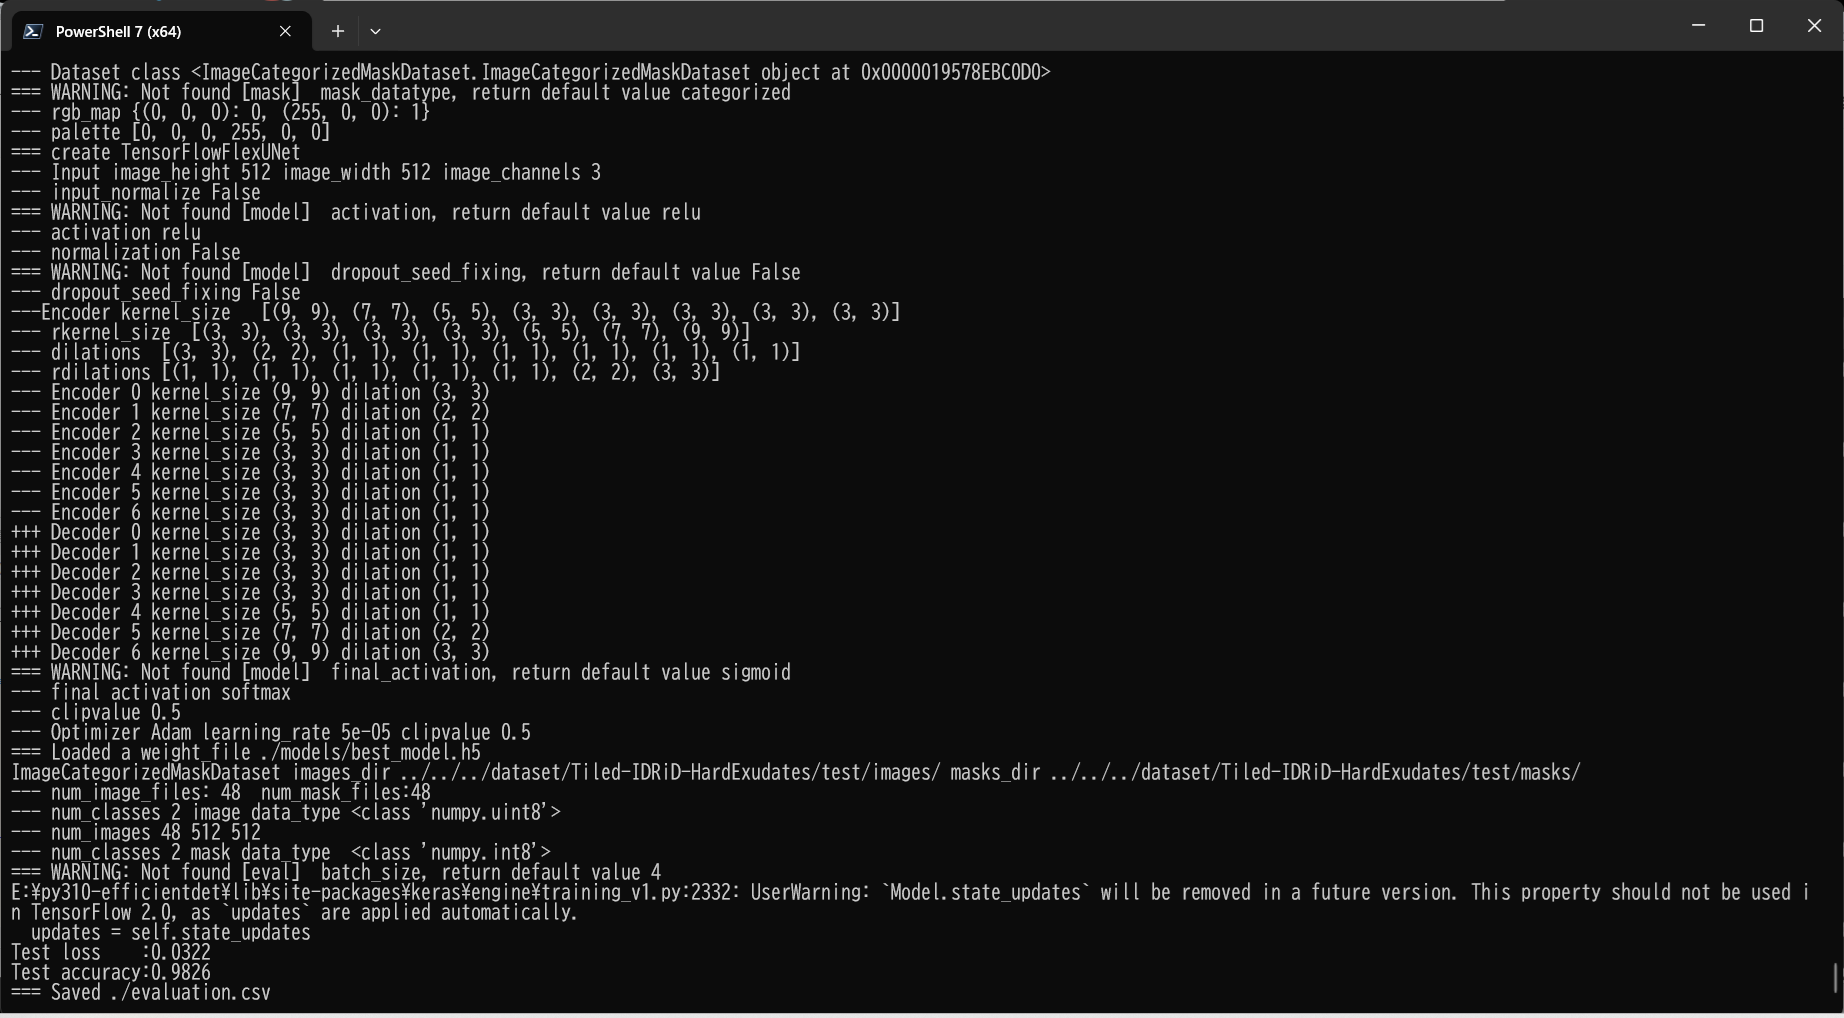 PowerShell 7 (x64)
--- Dataset class <ImageCategorizedMaskDataset.ImageCategorizedMaskDataset object at 0x0000019578EBC0D0>
=== WARNING: Not found [mask]  mask_datatype, return default value categorized
--- rgb_map {(0, 0, 0): 0, (255, 0, 0): 1}
--- palette [0, 0, 0, 255, 0, 0]
=== create TensorFlowFlexUNet
--- Input image_height 512 image_width 512 image_channels 3
--- input_normalize False
=== WARNING: Not found [model]  activation, return default value relu
--- activation relu
--- normalization False
=== WARNING: Not found [model]  dropout_seed_fixing, return default value False
--- dropout_seed_fixing False
---Encoder kernel_size   [(9, 9), (7, 7), (5, 5), (3, 3), (3, 3), (3, 3), (3, 3), (3, 3)]
--- rkernel_size  [(3, 3), (3, 3), (3, 3), (3, 3), (5, 5), (7, 7), (9, 9)]
--- dilations  [(3, 3), (2, 2), (1, 1), (1, 1), (1, 1), (1, 1), (1, 1), (1, 1)]
--- rdilations [(1, 1), (1, 1), (1, 1), (1, 1), (1, 1), (2, 2), (3, 3)]
--- Encoder 0 kernel_size (9, 9) dilation (3, 3)
--- Encoder 1 kernel_size (7, 7) dilation (2, 2)
--- Encoder 2 kernel_size (5, 5) dilation (1, 1)
--- Encoder 3 kernel_size (3, 3) dilation (1, 1)
--- Encoder 4 kernel_size (3, 3) dilation (1, 1)
--- Encoder 5 kernel_size (3, 3) dilation (1, 1)
--- Encoder 6 kernel_size (3, 3) dilation (1, 1)
+++ Decoder 0 kernel_size (3, 3) dilation (1, 1)
+++ Decoder 1 kernel_size (3, 3) dilation (1, 1)
+++ Decoder 2 kernel_size (3, 3) dilation (1, 1)
+++ Decoder 3 kernel_size (3, 3) dilation (1, 1)
+++ Decoder 4 kernel_size (5, 5) dilation (1, 1)
+++ Decoder 5 kernel_size (7, 7) dilation (2, 2)
+++ Decoder 6 kernel_size (9, 9) dilation (3, 3)
=== WARNING: Not found [model]  final_activation, return default value sigmoid
--- final activation softmax
--- clipvalue 0.5
--- Optimizer Adam learning_rate 5e-05 clipvalue 0.5
=== Loaded a weight_file ./models/best_model.h5
ImageCategorizedMaskDataset images_dir ../../../dataset/Tiled-IDRiD-HardExudates/test/images/ masks_dir ../../../dataset/Tiled-IDRiD-HardExudates/test/masks/
--- num_image_files: 48  num_mask_files:48
--- num_classes 2 image data_type <class 'numpy.uint8'>
--- num_images 48 512 512
--- num_classes 2 mask data_type  <class 'numpy.int8'>
=== WARNING: Not found [eval]  batch_size, return default value 4
E:¥py310-efficientdet¥lib¥site-packages¥keras¥engine¥training_v1.py:2332: UserWarning: `Model.state_updates` will be removed in a future version. This property should not be used i
n TensorFlow 2.0, as `updates` are applied automatically.
  updates = self.state_updates
Test loss    :0.0322
Test accuracy:0.9826
=== Saved ./evaluation.csv